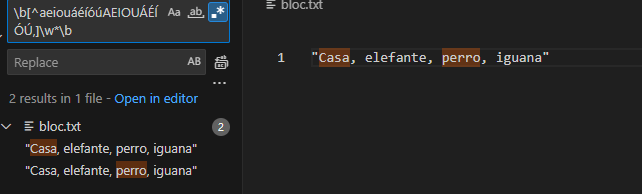 \b[^aeiouáéíóúAEIOUÁÉÍ
ÓÚ,]\w*\b
Aa ab .*
Replace
AB
...
2 results in 1 file - Open in editor
bloc.txt
2
"Casa, elefante, perro, iguana"
"Casa, elefante, perro, iguana"
bloc.txt
1 "Casa, elefante, perro, iguana"